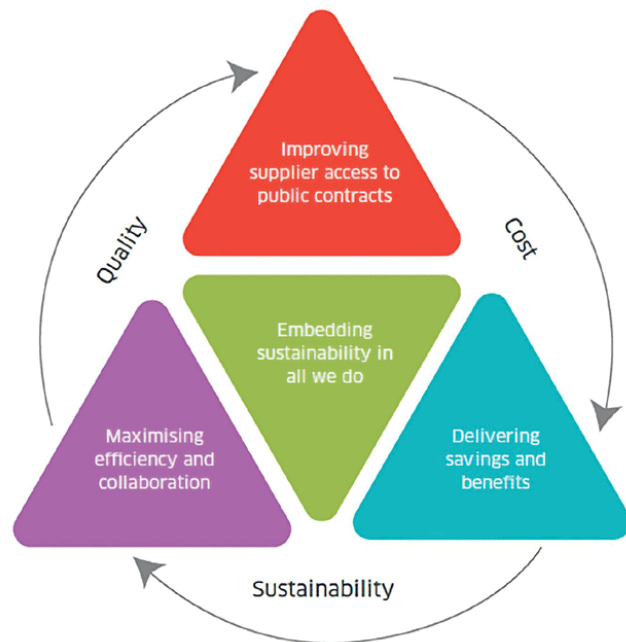 Improving
supplier access to
public contracts
Quality
Cost
Embedding
sustainability in
all we do
Maximising
efficiency and
collaboration
Delivering
savings and
benefits
Sustainability